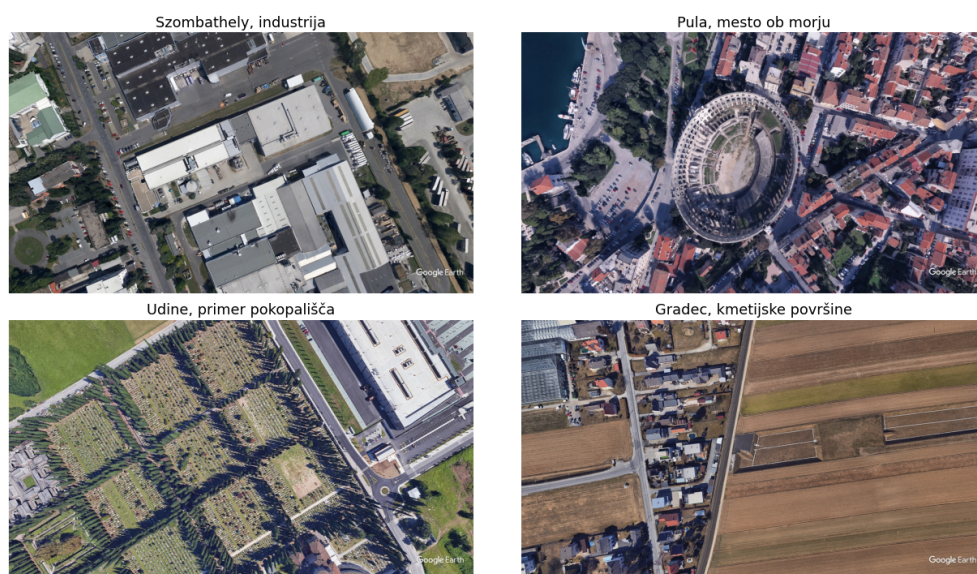 Szombathely, industrija
Pula, mesto ob morju
Google Earth
Google Earth
Udine, primer pokopališča
Gradec, kmetijske površine
Google Earth
Google Earth